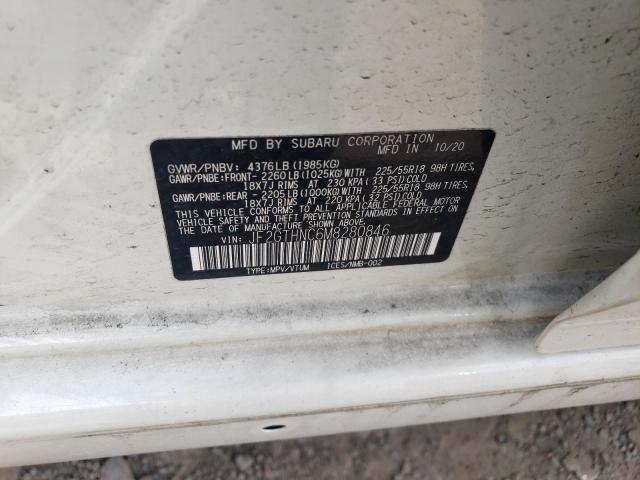 MFD BY SUBARU CORPORATION
MFD IN 10/20
GVWR/PNBV: 4376LB (1985KG)
GAWR/PNBE:FRONT- 2260LB (1025KG) WITH 225/55R18 98H TIRES,
18X7J RIMS AT 230 KPA (33 PSI) COLD
GAWR/PNBE:REAR - 2205LB (1000KG) WITH 225/55R18 98H TIRES,
18X7J RIMS AT 220 KPA (32 PSI) COLD
THIS VEHICLE CONFORMS TO ALL APPLICABLE FEDERAL MOTOR
VEHICLE SAFETY AND THEFT PREVENTION STANDARDS IN EFFECT ON
THE DATE OF MANUFACTURE SHOWN ABOVE.
VIN: JF2GTHNC6M8280846
TYPE:MPV/VTUM ICES/NMB-002